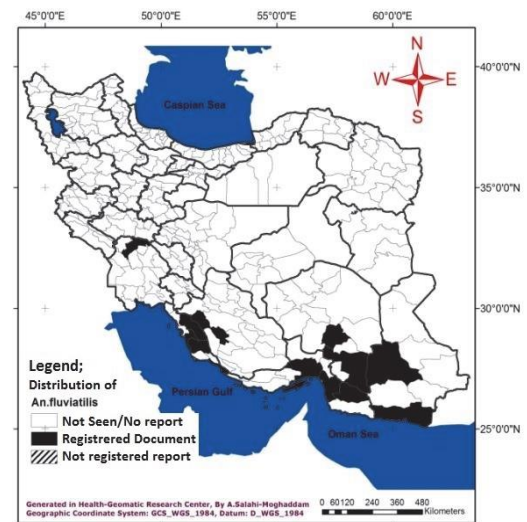 45°0'0"E 50°0'0"E 55°0'0"E 60°0'0"E
N
W E
S
40°0'0"N
Caspian Sea
35°0'0"N
30°0'0"N
Legend;
Distribution of
An.fluviatilis
Not Seen/No report
Registrered Document
Not registered report
Persian Gulf
Oman Sea
25°0'0"N
Generated in Health-Geomatic Research Center, By A.Salahi-Moghaddam
Geographic Coordinate System: GCS_WGS_1984, Datum: D_WGS_1984
0 60 120 240 360 480
Kilometers